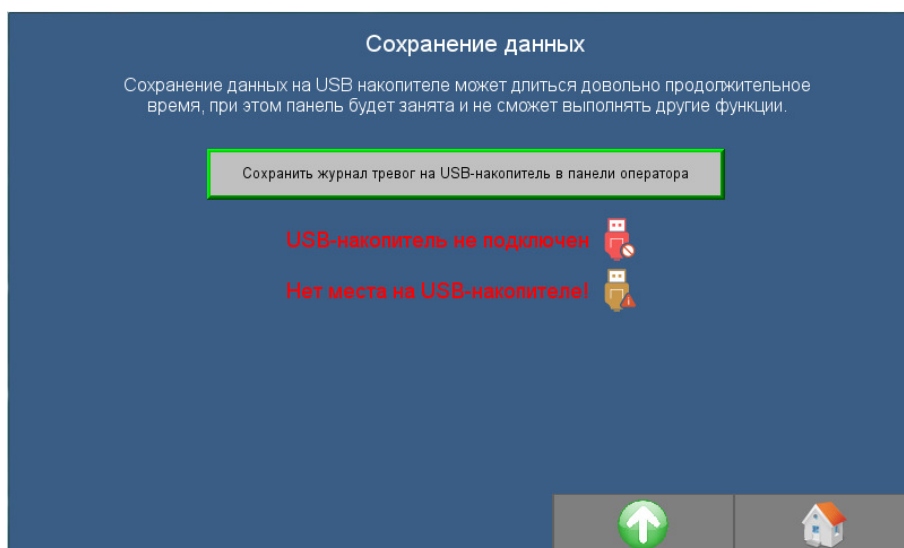 Сохранение данных
Сохранение данных на USB накопителе может длиться довольно продолжительное
время, при этом панель будет занята и не сможет выполнять другие функции.
Сохранить журнал тревог на USB-накопитель в панели оператора
USB-накопитель не подключен
Нет места на USB-накопителе!